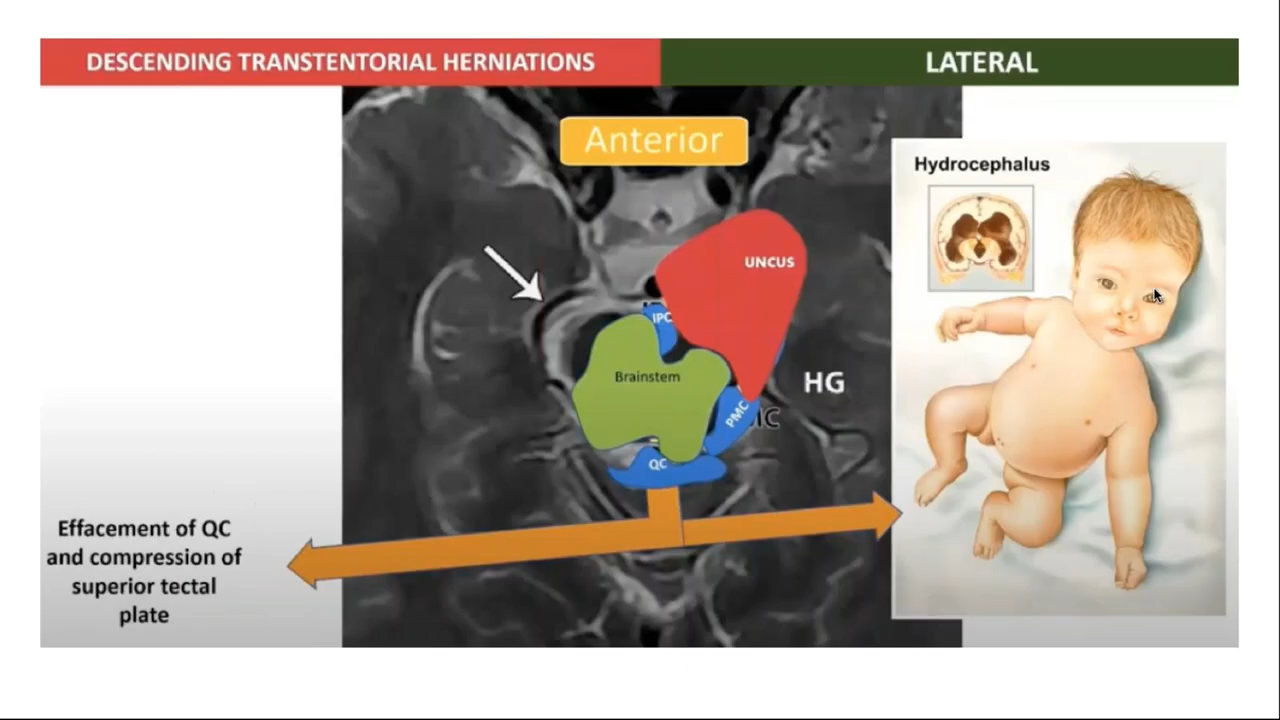 DESCENDING TRANSTENTORIAL HERNIATIONS
LATERAL
Anterior
Hydrocephalus
UNCUS
IPC
Brainstem
HG
PMC
QC
Effacement of QC
and compression of
superior tectal
plate